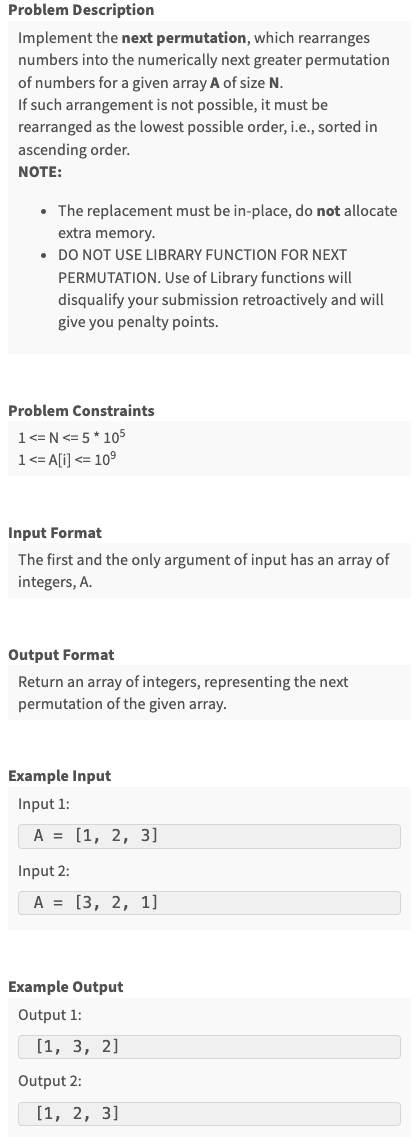 Problem Description
Implement the next permutation, which rearranges
numbers into the numerically next greater permutation
of numbers for a given array A of size N.
If such arrangement is not possible, it must be
rearranged as the lowest possible order, i.e., sorted in
ascending order.
NOTE:
• The replacement must be in-place, do not allocate
extra memory.
• DO NOT USE LIBRARY FUNCTION FOR NEXT
PERMUTATION. Use of Library functions will
disqualify your submission retroactively and will
give you penalty points.
Problem Constraints
1 <= N <= 5 * 10⁵
1 <= A[i] <= 10⁹
Input Format
The first and the only argument of input has an array of
integers, A.
Output Format
Return an array of integers, representing the next
permutation of the given array.
Example Input
Input 1:
A = [1, 2, 3]
Input 2:
A = [3, 2, 1]
Example Output
Output 1:
[1, 3, 2]
Output 2:
[1, 2, 3]